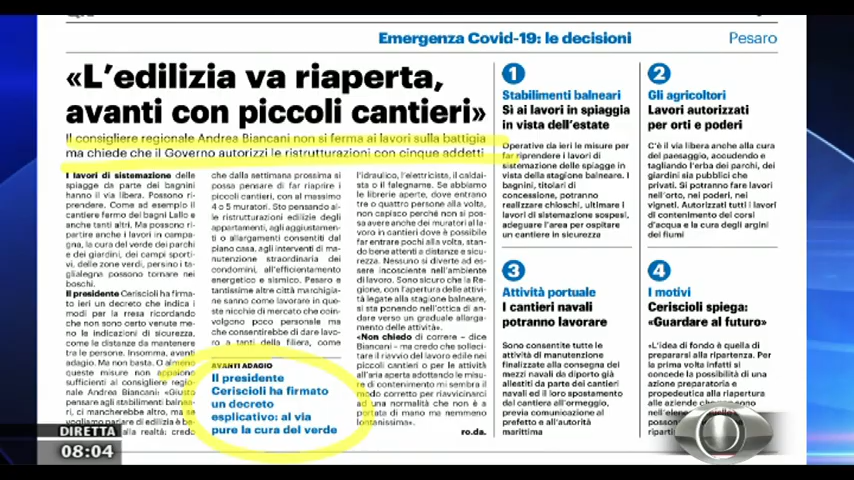 Emergenza Covid-19: le decisioni
Pesaro
«L'edilizia va riaperta,
avanti con piccoli cantieri»
Il consigliere regionale Andrea Biancani non si ferma ai lavori sulla battigia
ma chiede che il Governo autorizzi le ristrutturazioni con cinque addetti
I lavori di sistemazione delle
spiagge da parte dei bagnini
hanno il via libera. Possono ri-
prendere. Come ad esempio il
cantiere fermo dei bagni Lallo e
anche tanti altri. Ma possono ri-
partire anche i lavori in campa-
gna, la cura del verde dei parchi
e dei giardini, dei campi sporti-
vi, delle zone verdi, persino i ta-
glialegna possono tornare nei
boschi.
Il presidente Ceriscioli ha firma-
to ieri un decreto che indica i
modi per la resa ricordando
che non sono certo venute me-
no le indicazioni di sicurezza,
come le distanze da mantenere
tra le persone. Insomma, avanti
adagio. Ma non basta. O almeno
queste misure non appaiono
sufficienti al consigliere regio-
nale Andrea Biancani: «Giusto
pensare agli stabilimenti balnea-
ri, ci mancherebbe altro, ma se
vogliamo parlare di edilizia è be-
alla realtà: credo
che dalla settimana prossima si
possa pensare di far riaprire i
piccoli cantieri, con al massimo
4 o 5 muratori. Sto pensando al-
le ristrutturazioni edilizie degli
appartamenti, agli aggiustamen-
ti o allargamenti consentiti dal
piano casa, agli interventi di ma-
nutenzione straordinaria dei
condomini, all'efficientamento
energetico e sismico. Pesaro e
tantissime altre città marchigia-
ne sanno come lavorare in que-
ste nicchie di mercato che coin-
volgono poco personale ma
che consentirebbe di dare lavo-
ro a tanti della filiera, come
AVANTI ADAGIO
Il presidente
Ceriscioli ha firmato
un decreto
esplicativo: al via
pure la cura del verde
l'idraulico, l'elettricista, il caldai-
sta o il falegname. Se abbiamo
le librerie aperte, dove entrano
tre o quattro persone alla volta,
non capisco perché non si pos-
sa avere anche dei muratori al la-
voro in cantieri dove è possibile
far entrare pochi alla volta, stan-
do bene attenti a distanze e sicu-
rezza. Nessuno si diverte ad es-
sere incosciente nell'ambiente
di lavoro. Sono sicuro che la Re-
gione, con l'apertura delle attivi-
tà legate alla stagione balneare,
si sta ponendo nell'ottica di an-
dare verso un graduale allarga-
mento delle attività».
«Non chiedo di correre – dice
Biancani – ma credo che solleci-
tare il riavvio del lavoro edile nei
piccoli cantieri o per le attività
all'aria aperta adottando le misu-
re di contenimento mi sembra il
modo corretto per riavvicinarci
ad una normalità che non è a
portata di mano ma nemmeno
lontanissima».
ro.da.
1
Stabilimenti balneari
Sì ai lavori in spiaggia
in vista dell'estate
Operative da ieri le misure per
far riprendere i lavori di
sistemazione delle spiagge in
vista della stagione balneare. I
bagnini, titolari di
concessione, potranno
realizzare chioschi, ultimare i
lavori di sistemazione sospesi,
adeguare l'area per ospitare
un cantiere in sicurezza
2
Gli agricoltori
Lavori autorizzati
per orti e poderi
C'è il via libera anche alla cura
del paesaggio, accudendo e
tagliando l'erba dei parchi, dei
giardini sia pubblici che
privati. Si potranno fare lavori
nell'orto, nei poderi, nei
vigneti. Autorizzati tutti i lavori
di contenimento dei corsi
d'acqua e la cura degli argini
dei fiumi
3
Attività portuale
I cantieri navali
potranno lavorare
Sono consentite tutte le
attività di manutenzione
finalizzate alla consegna dei
mezzi navali da diporto già
allestiti da parte dei cantieri
navali ed il loro spostamento
dal cantiere all'ormeggio,
previa comunicazione al
prefetto e all'autorità
marittima
4
I motivi
Ceriscioli spiega:
«Guardare al futuro»
«L'idea di fondo è quella di
prepararsi alla ripartenza. Per
la prima volta infatti si
concede la possibilità di una
azione preparatoria e
propedeutica alla riapertura
alle aziende che operano
DIRETTA
08:04